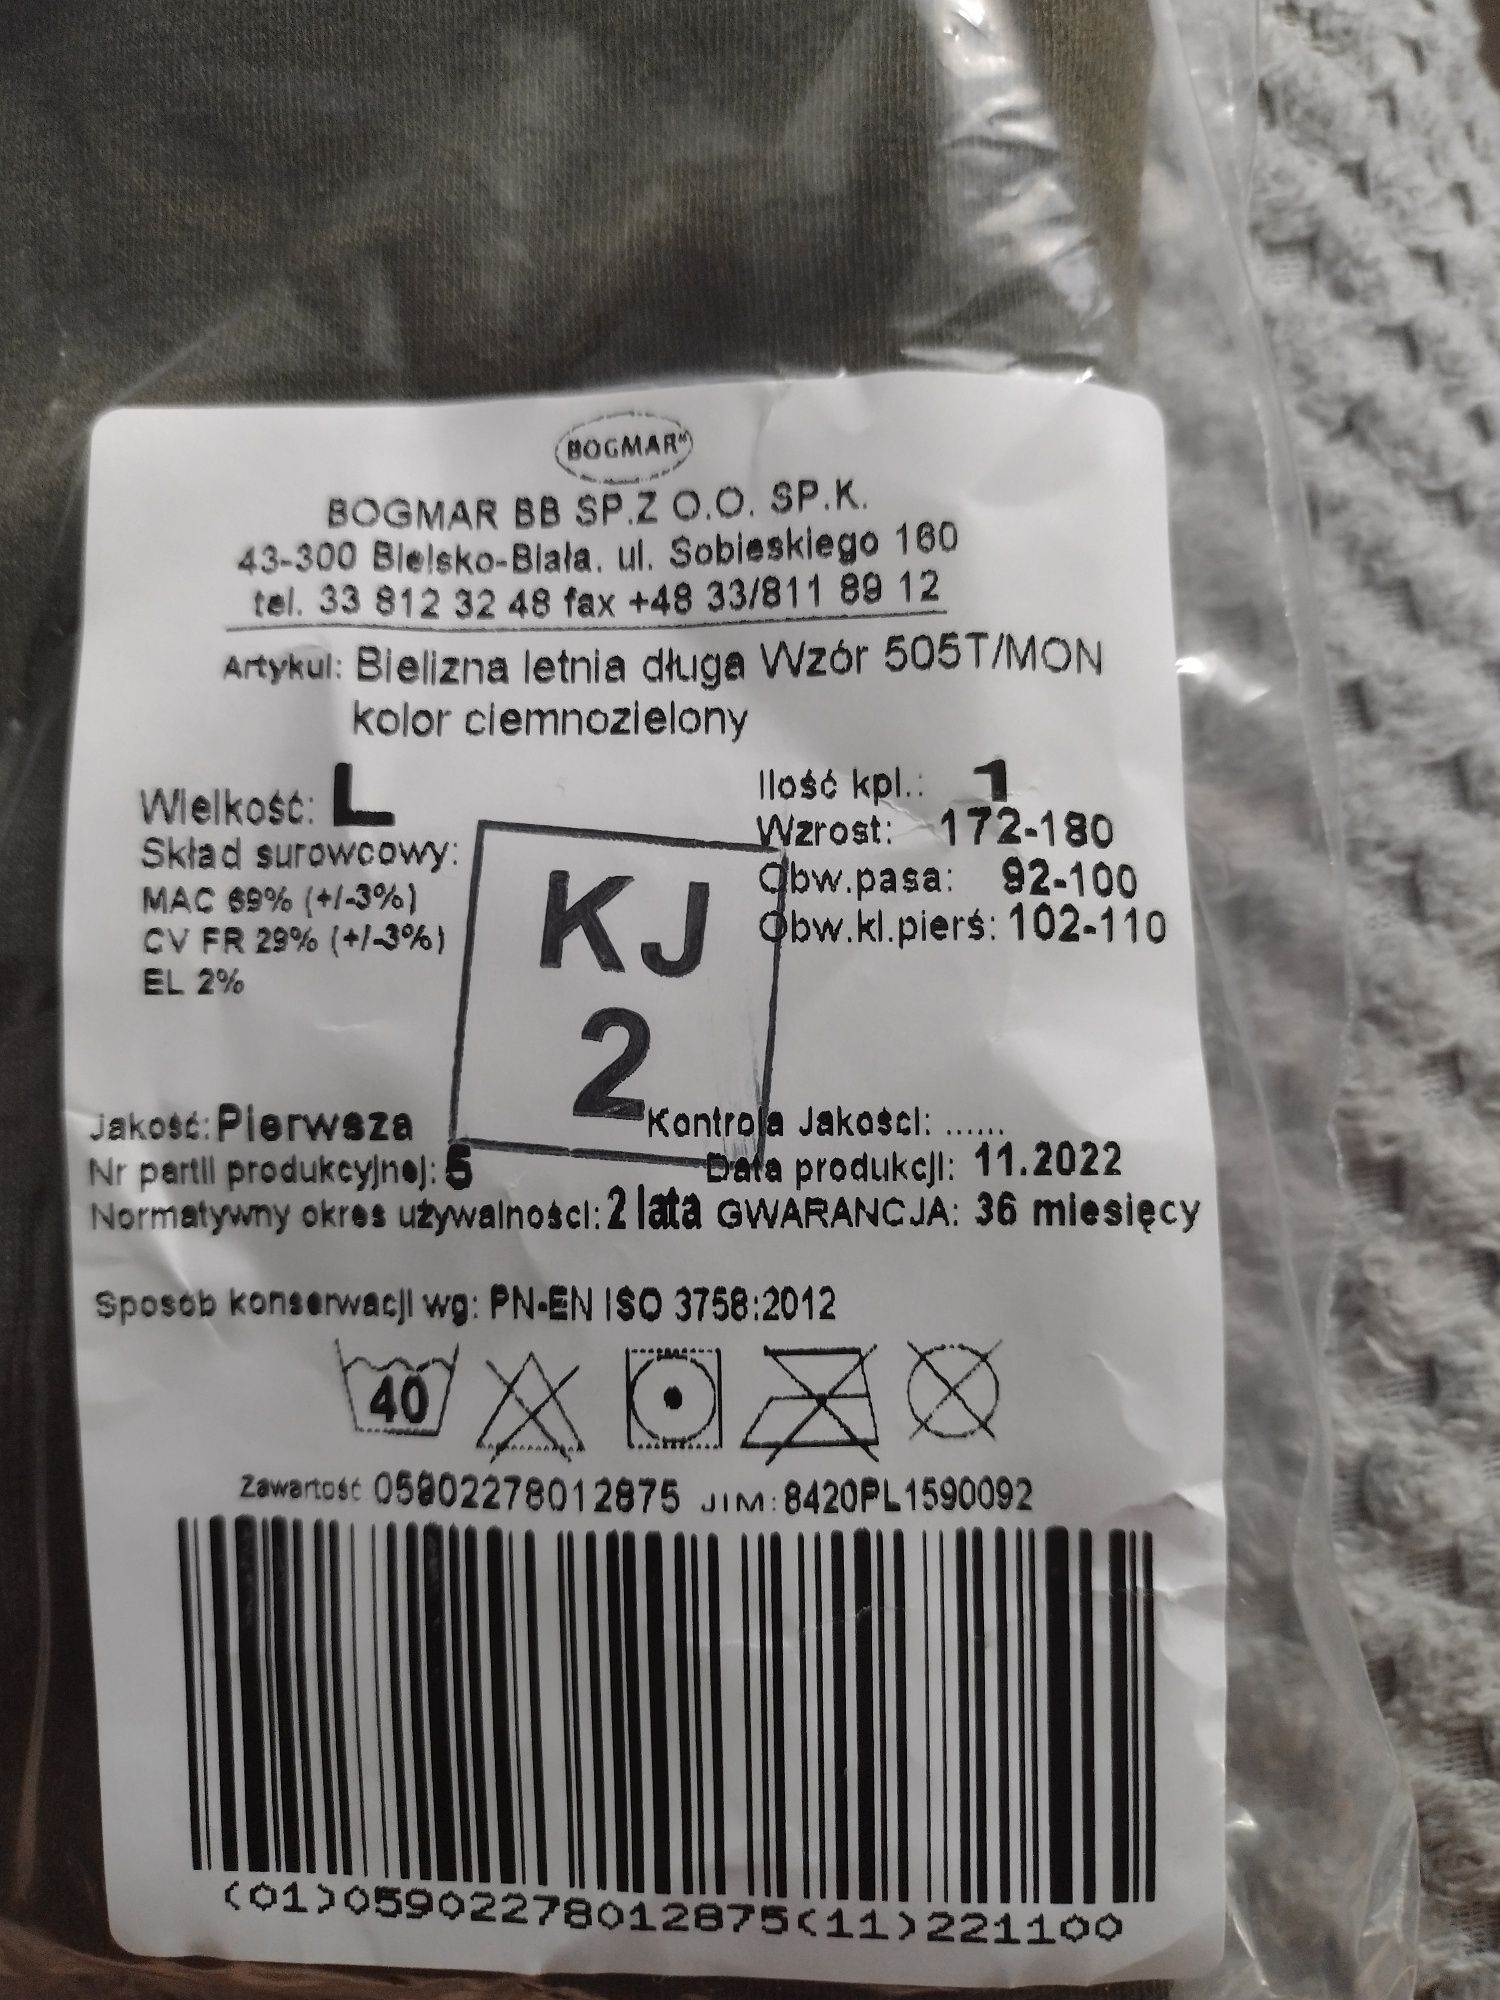 BOGMAR
BOGMAR BB SP.Z O.O. SP.K.
43-300 Bielsko-Biała, ul. Sobieskiego 160
tel. 33 812 32 48 fax +48 33/811 89 12
Artykuł: Bielizna letnia długa Wzór 505T/MON
kolor ciemnozielony
Wielkość: L
Ilość kpl.: 1
Skład surowcowy:
Wzrost: 172-180
MAC 69% (+/-3%)
Obw.pasa: 92-100
CV FR 29% (+/-3%)
Obw.kl.pierś: 102-110
EL 2%
KJ
2
Jakość: Pierwsza
Kontrola Jakości: ......
Nr partii produkcyjnej: 5
Data produkcji: 11.2022
Normatywny okres używalności: 2 lata GWARANCJA: 36 miesięcy
Sposób konserwacji wg: PN-EN ISO 3758:2012
40
Zawartość 05902278012875 JIM: 8420PL1590092
(01)05902278012875(11)221100